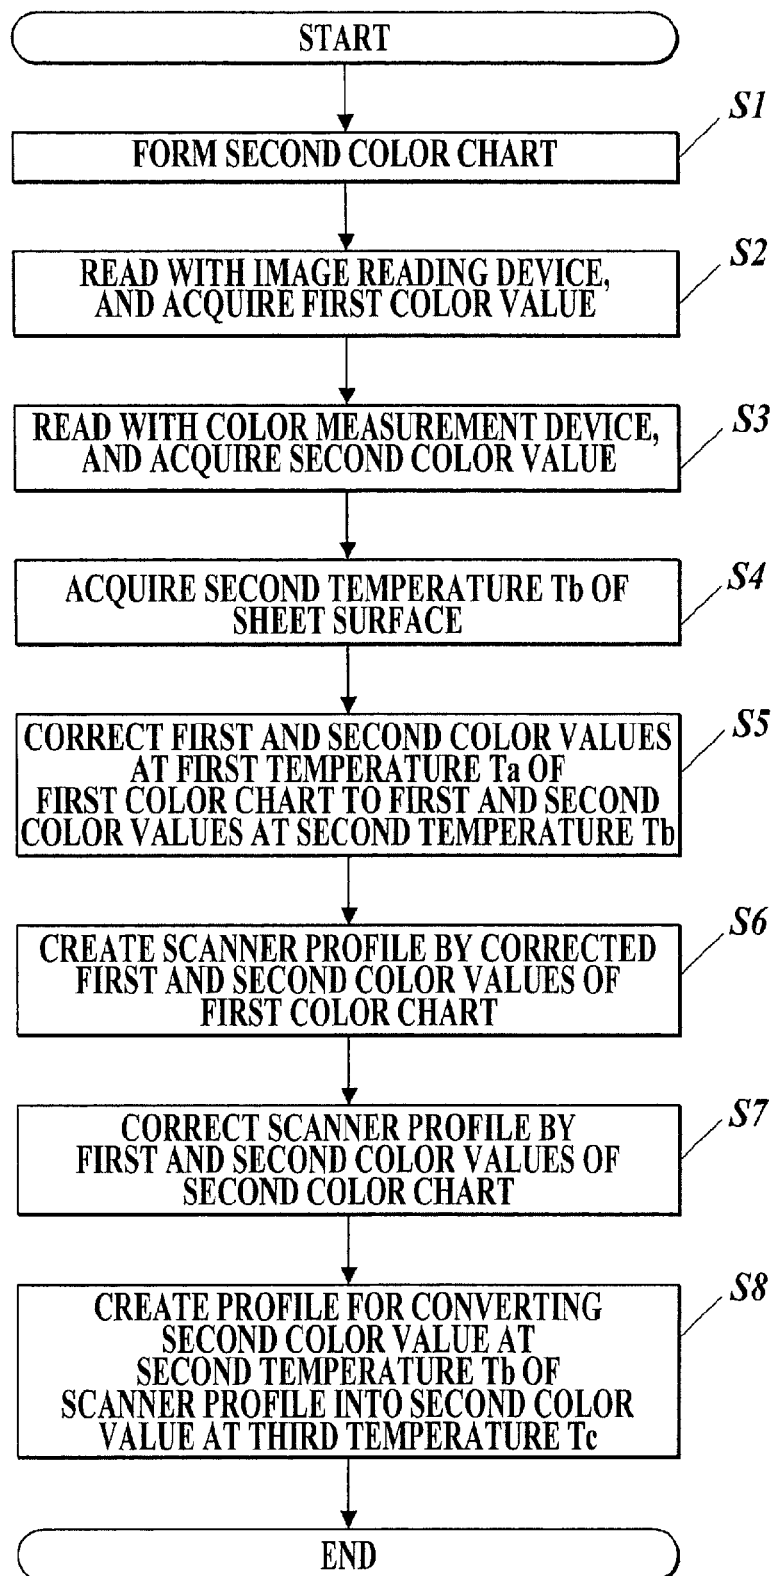 START
S1
FORM SECOND COLOR CHART
S2
READ WITH IMAGE READING DEVICE,
AND ACQUIRE FIRST COLOR VALUE
S3
READ WITH COLOR MEASUREMENT DEVICE,
AND ACQUIRE SECOND COLOR VALUE
S4
ACQUIRE SECOND TEMPERATURE Tb OF
SHEET SURFACE
S5
CORRECT FIRST AND SECOND COLOR VALUES
AT FIRST TEMPERATURE Ta OF
FIRST COLOR CHART TO FIRST AND SECOND
COLOR VALUES AT SECOND TEMPERATURE Tb
S6
CREATE SCANNER PROFILE BY CORRECTED
FIRST AND SECOND COLOR VALUES OF
FIRST COLOR CHART
S7
CORRECT SCANNER PROFILE BY
FIRST AND SECOND COLOR VALUES OF
SECOND COLOR CHART
S8
CREATE PROFILE FOR CONVERTING
SECOND COLOR VALUE AT
SECOND TEMPERATURE Tb OF
SCANNER PROFILE INTO SECOND COLOR
VALUE AT THIRD TEMPERATURE Tc
END